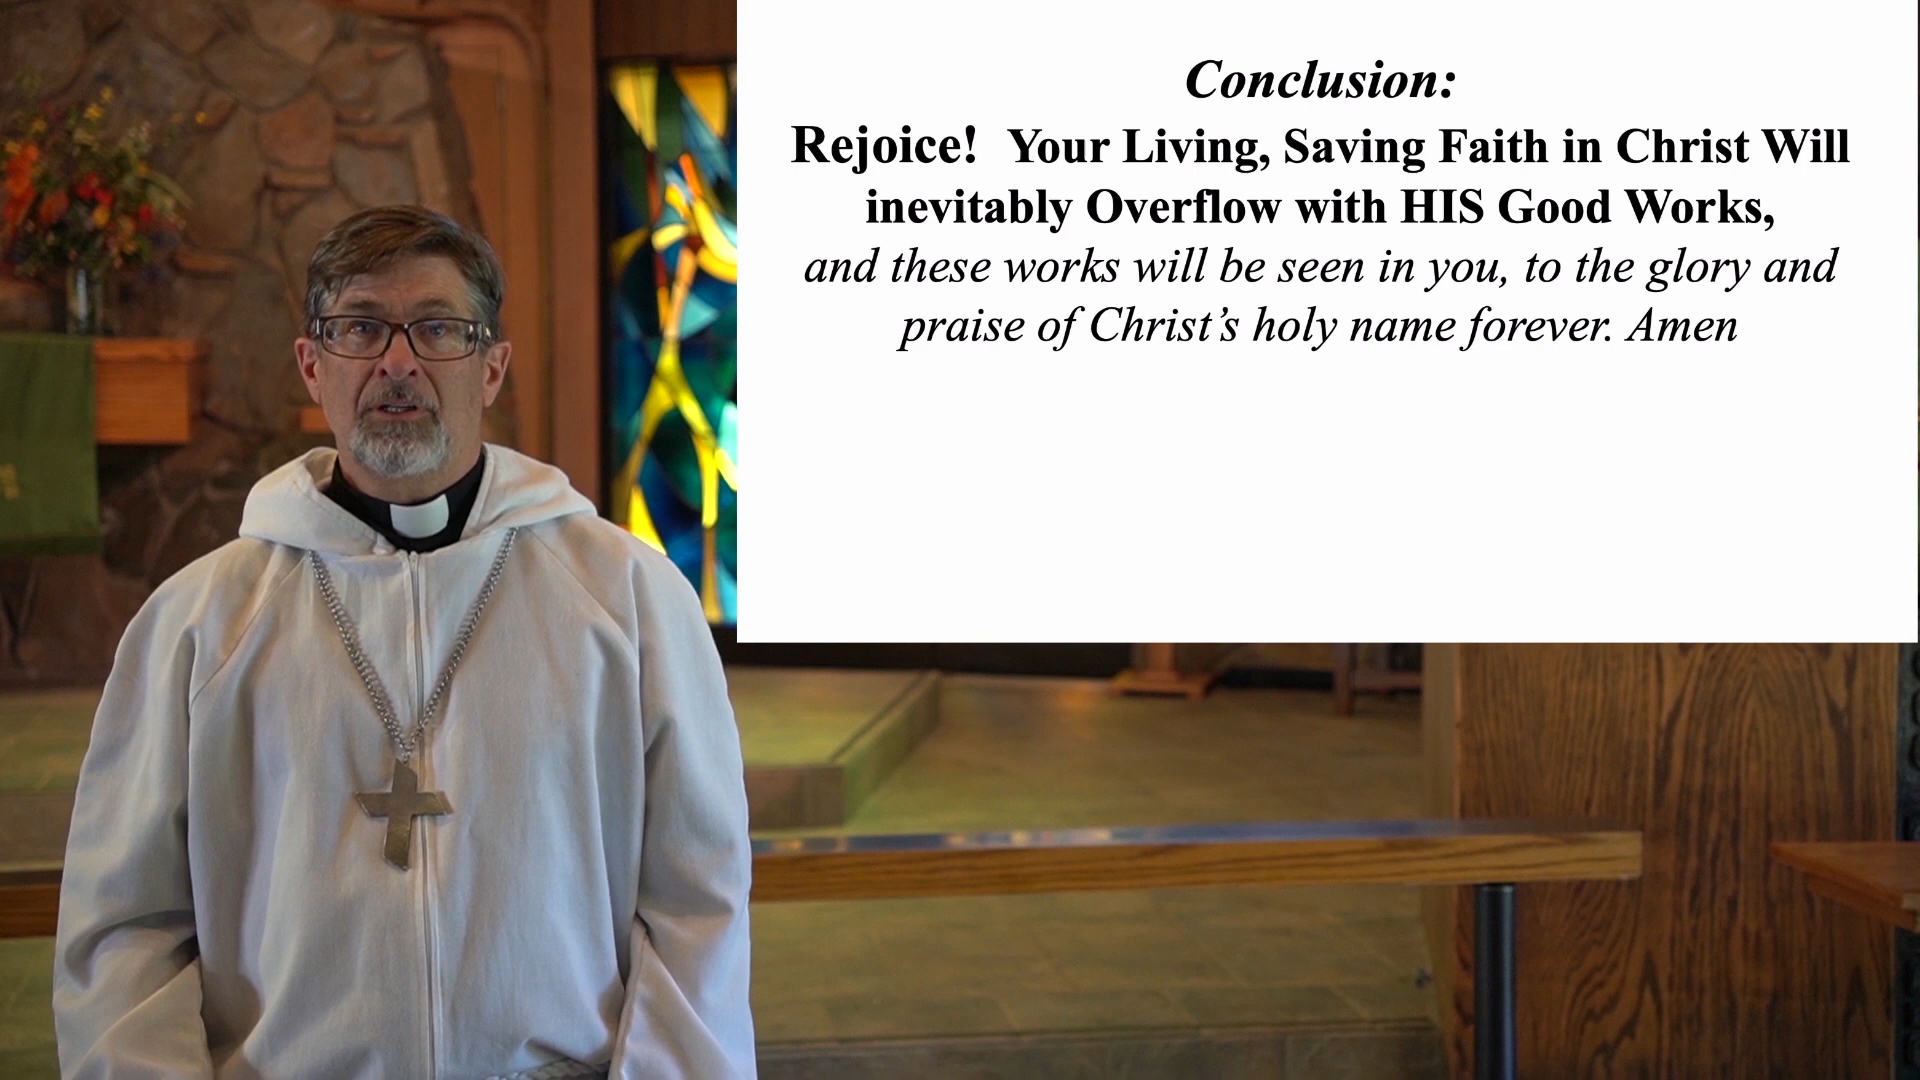 Conclusion:
Rejoice! Your Living, Saving Faith in Christ Will
inevitably Overflow with HIS Good Works,
and these works will be seen in you, to the glory and
praise of Christ’s holy name forever. Amen